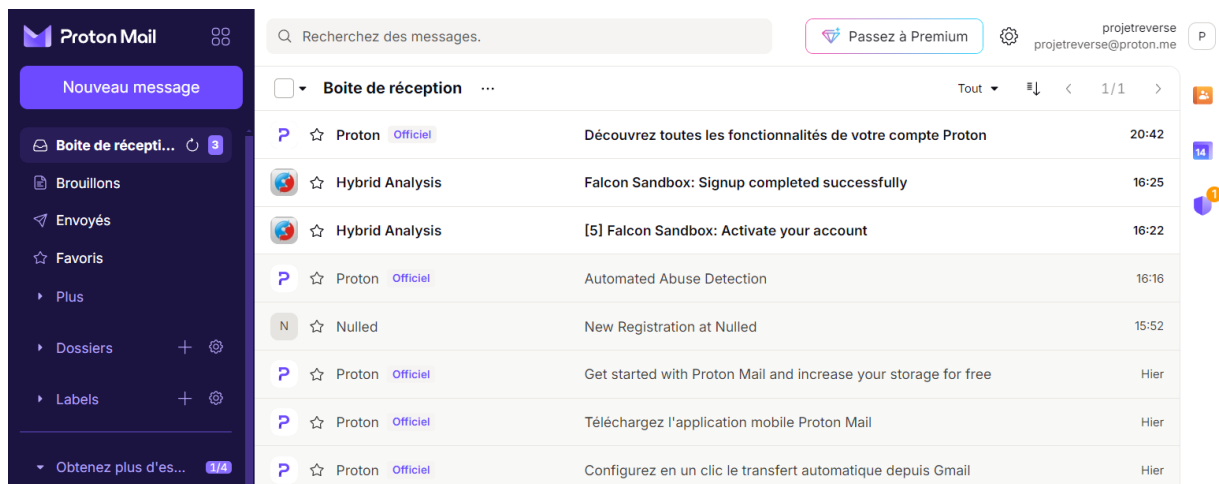 Proton Mail
Recherchez des messages.
Passez à Premium
projetreverse
projetreverse@proton.me
P
Nouveau message
Boite de réception ...
Tout
1/1
Boite de récepti... 3
Proton Officiel Découvrez toutes les fonctionnalités de votre compte Proton 20:42
14
Brouillons
Hybrid Analysis Falcon Sandbox: Signup completed successfully 16:25
1
Envoyés
Hybrid Analysis [5] Falcon Sandbox: Activate your account 16:22
Favoris
Proton Officiel Automated Abuse Detection 16:16
Plus
N Nulled New Registration at Nulled 15:52
Dossiers
Proton Officiel Get started with Proton Mail and increase your storage for free Hier
Labels
Proton Officiel Téléchargez l'application mobile Proton Mail Hier
Obtenez plus d'es... 1/4
Proton Officiel Configurez en un clic le transfert automatique depuis Gmail Hier